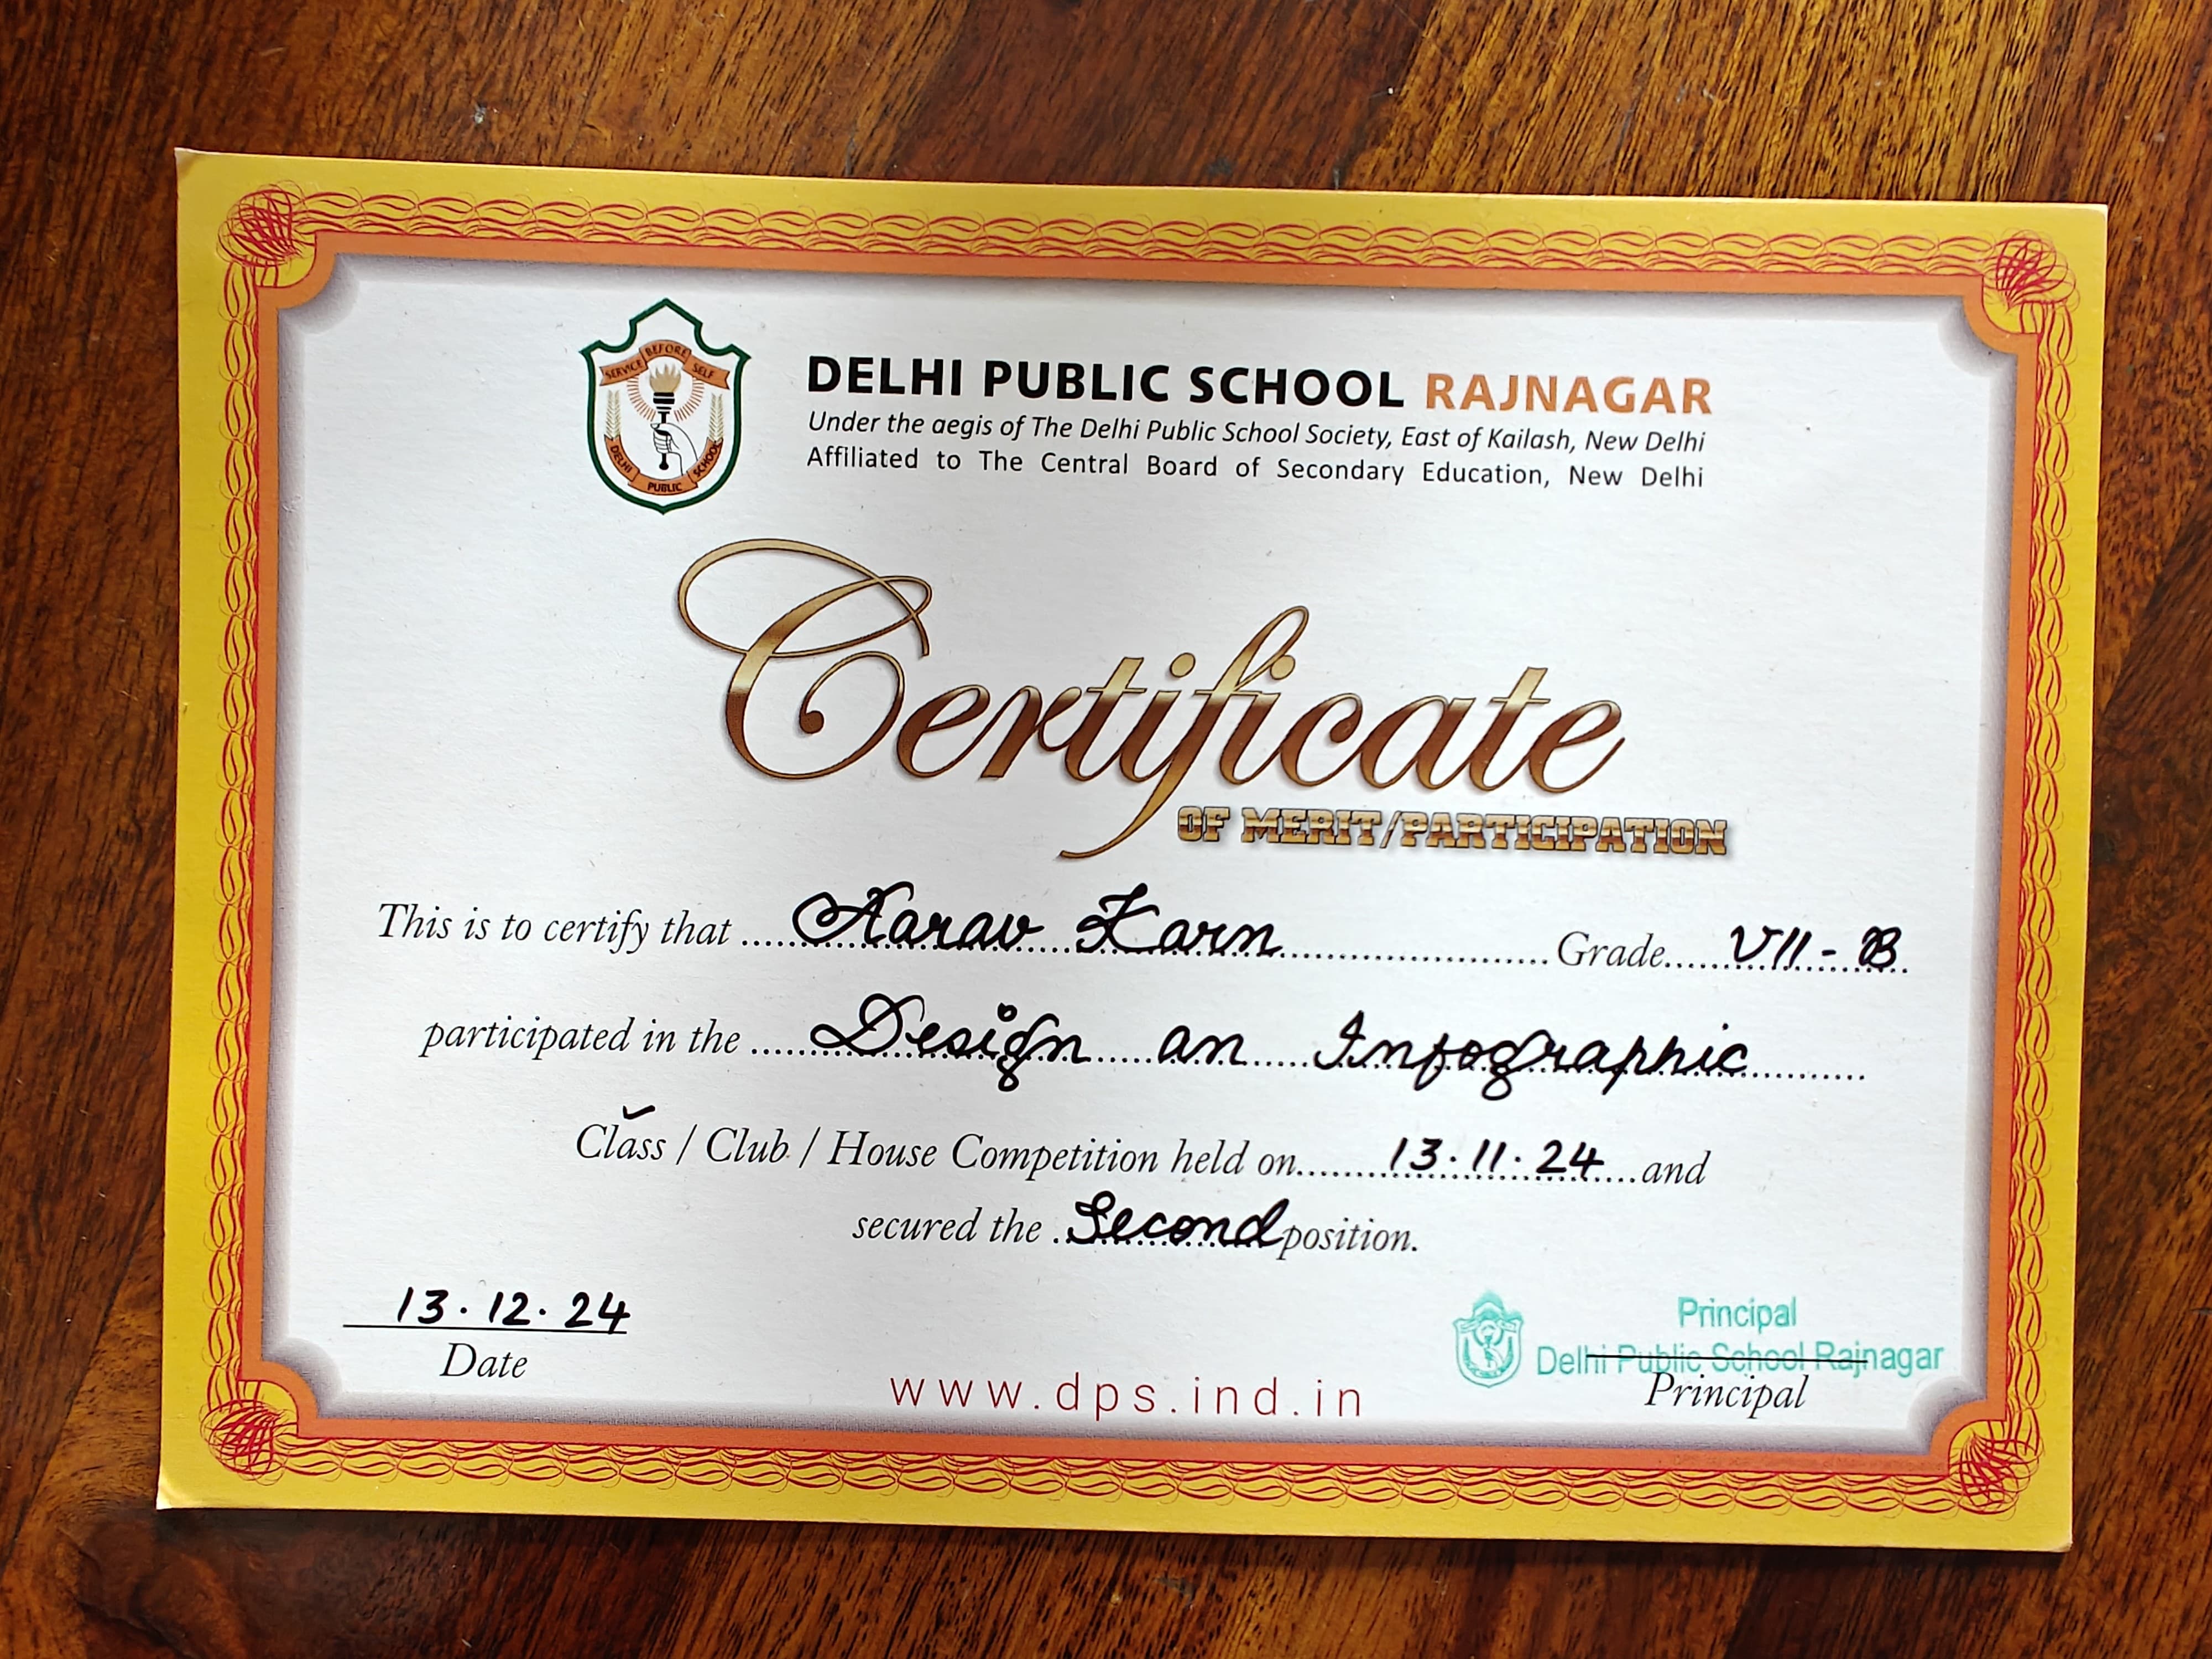 SERVICE BEFORE SELF
DELHI PUBLIC SCHOOL
DELHI PUBLIC SCHOOL RAJNAGAR
Under the aegis of The Delhi Public School Society, East of Kailash, New Delhi
Affiliated to The Central Board of Secondary Education, New Delhi
Certificate
OF MERIT/PARTICIPATION
This is to certify that Aarav Karn Grade VII - B
participated in the Design an Infographic
Class / Club / House Competition held on 13.11.24 and
secured the Second position.
13.12.24
Date
www.dps.ind.in
Principal
Delhi Public School Rajnagar
Principal